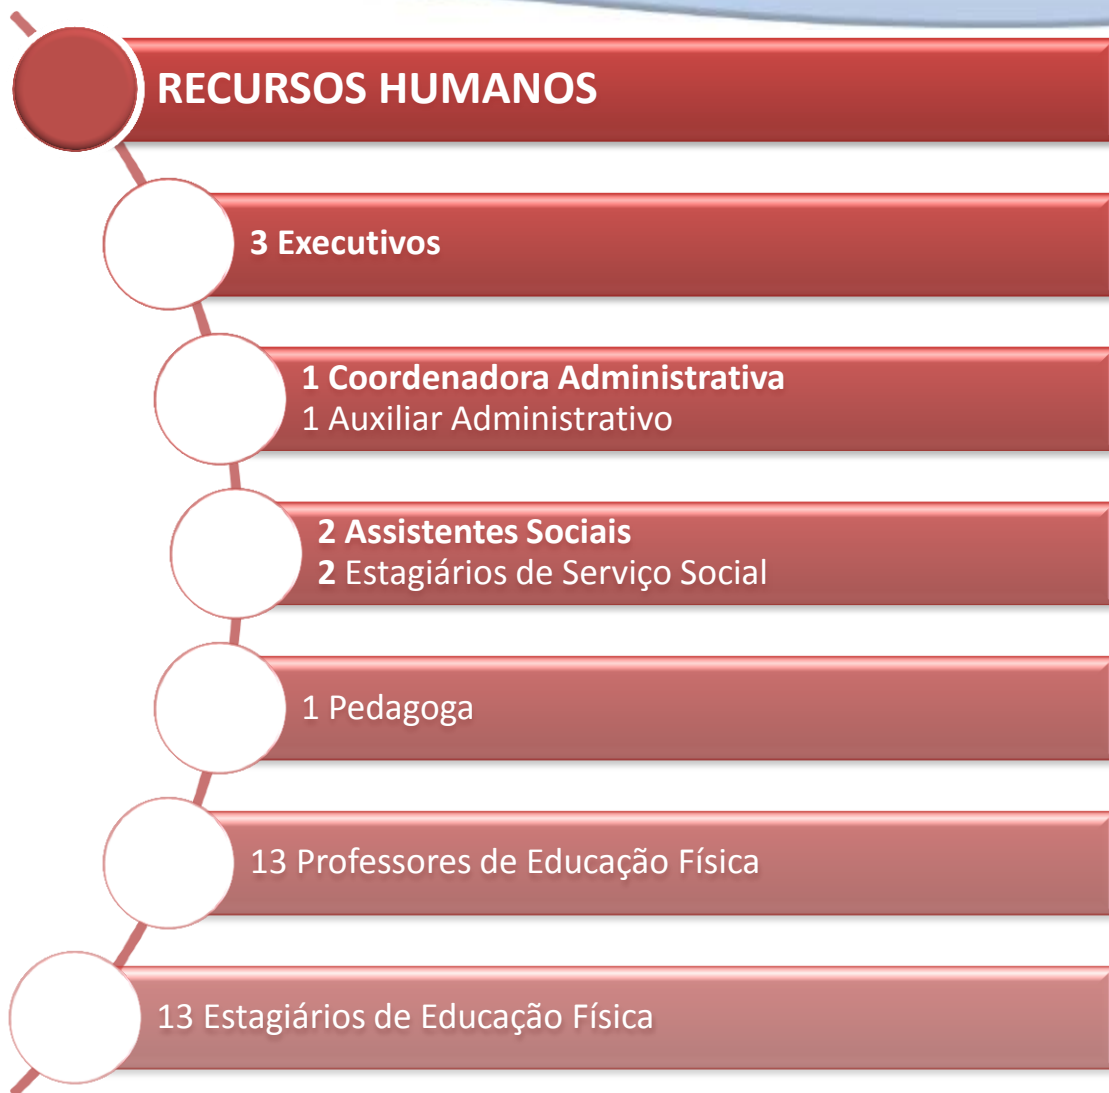 RECURSOS HUMANOS
3 Executivos
1 Coordenadora Administrativa
1 Auxiliar Administrativo
2 Assistentes Sociais
2 Estagiários de Serviço Social
1 Pedagoga
13 Professores de Educação Física
13 Estagiários de Educação Física